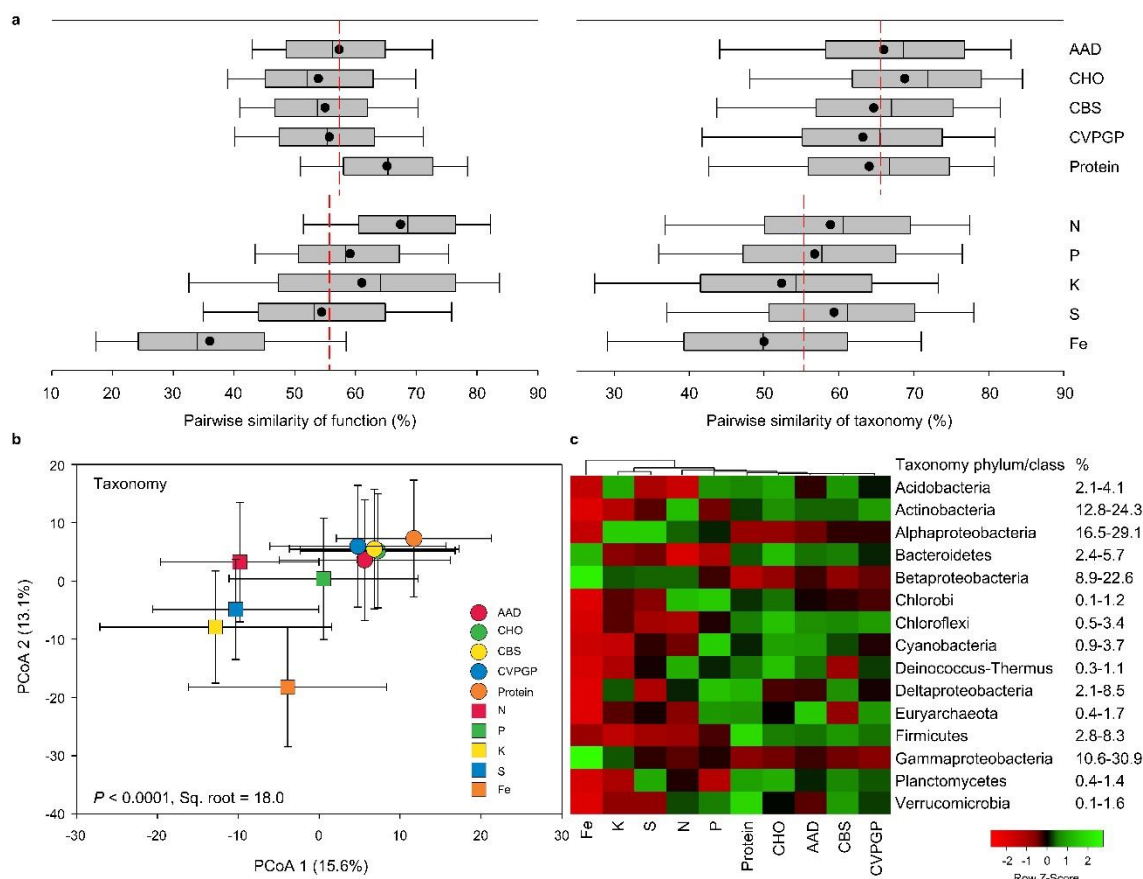 a
AAD
CHO
CBS
CVPGP
Protein
N
P
K
S
Fe
10 20 30 40 50 60 70 80 90
Pairwise similarity of function (%)
30 40 50 60 70 80 90
Pairwise similarity of taxonomy (%)
b
Taxonomy
20
10
0
-10
-20
-30
-40
PCoA 2 (13.1%)
AAD
CHO
CBS
CVPGP
Protein
N
P
K
S
Fe
P < 0.0001, Sq. root = 18.0
-30 -20 -10 0 10 20 30
PCoA 1 (15.6%)
c
Taxonomy phylum/class %
Acidobacteria 2.1-4.1
Actinobacteria 12.8-24.3
Alphaproteobacteria 16.5-29.1
Bacteroidetes 2.4-5.7
Betaproteobacteria 8.9-22.6
Chlorobi 0.1-1.2
Chloroflexi 0.5-3.4
Cyanobacteria 0.9-3.7
Deinococcus-Thermus 0.3-1.1
Deltaproteobacteria 2.1-8.5
Euryarchaeota 0.4-1.7
Firmicutes 2.8-8.3
Gammaproteobacteria 10.6-30.9
Planctomycetes 0.4-1.4
Verrucomicrobia 0.1-1.6
Fe K S N P Protein CHO AAD CBS CVPGP
-2 -1 0 1 2
Row Z-Score